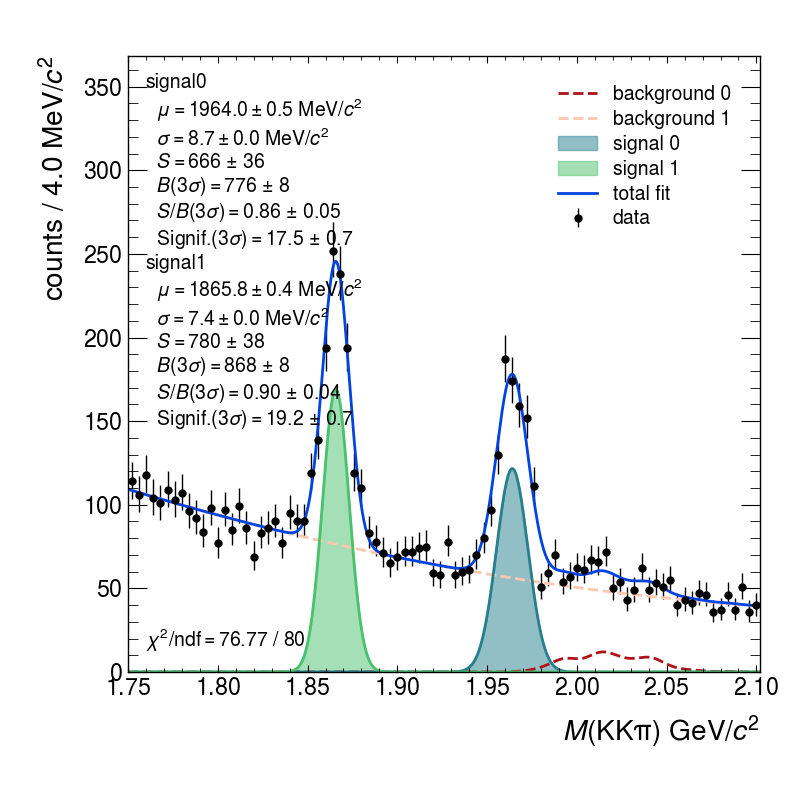 counts / 4.0 MeV/c²
350
300
250
200
150
100
50
0
signal0
μ = 1964.0 ± 0.5 MeV/c²
σ = 8.7 ± 0.0 MeV/c²
S = 666 ± 36
B(3σ) = 776 ± 8
S/B(3σ) = 0.86 ± 0.05
Signif.(3σ) = 17.5 ± 0.7
signal1
μ = 1865.8 ± 0.4 MeV/c²
σ = 7.4 ± 0.0 MeV/c²
S = 780 ± 38
B(3σ) = 868 ± 8
S/B(3σ) = 0.90 ± 0.04
Signif.(3σ) = 19.2 ± 0.7
χ²/ndf = 76.77 / 80
background 0
background 1
signal 0
signal 1
total fit
data
1.75 1.80 1.85 1.90 1.95 2.00 2.05 2.10
M(KKπ) GeV/c²